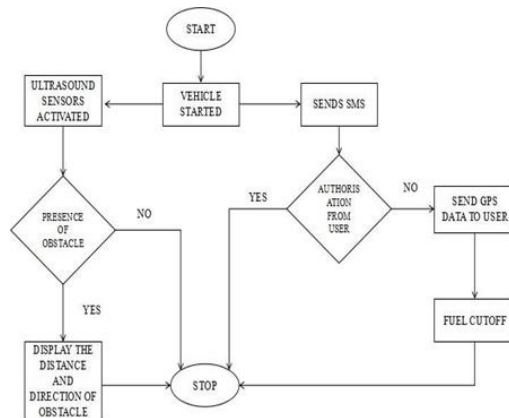 START
ULTRASOUND
SENSORS
ACTIVATED
VEHICLE
STARTED
SENDS SMS
PRESENCE
OF
OBSTACLE
NO
YES
AUTHORIS
ATION
FROM
USER
YES
NO
SEND GPS
DATA TO USER
FUEL CUTOFF
DISPLAY THE
DISTANCE
AND
DIRECTION OF
OBSTACLE
STOP